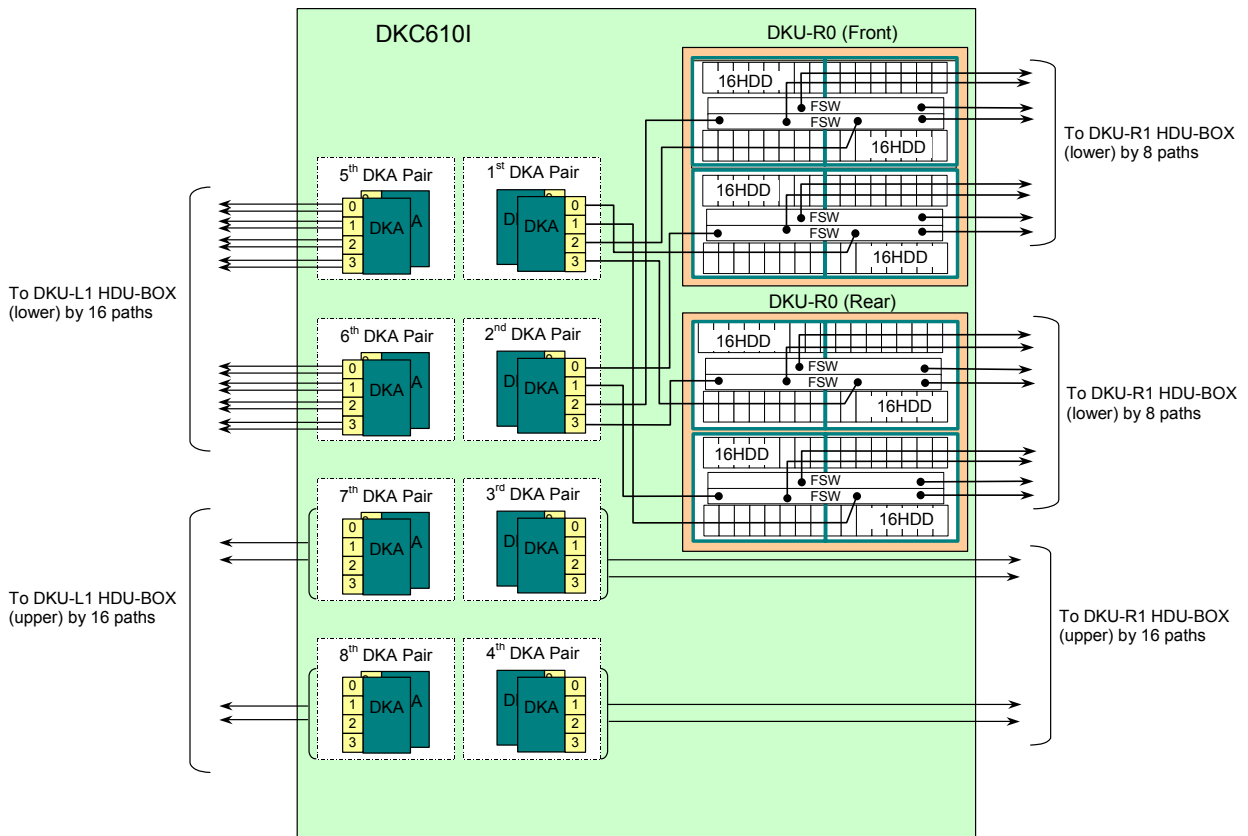 DKC610I
DKU-R0 (Front)
16HDD
FSW
FSW
16HDD
16HDD
FSW
FSW
16HDD
To DKU-R1 HDU-BOX
(lower) by 8 paths
DKU-R0 (Rear)
16HDD
FSW
FSW
16HDD
16HDD
FSW
FSW
16HDD
To DKU-R1 HDU-BOX
(lower) by 8 paths
5th DKA Pair
0
1
2
3
DKA
A
1st DKA Pair
D
DKA
0
1
2
3
To DKU-L1 HDU-BOX
(lower) by 16 paths
6th DKA Pair
0
1
2
3
DKA
A
2nd DKA Pair
D
DKA
0
1
2
3
7th DKA Pair
0
1
2
3
DKA
A
3rd DKA Pair
D
DKA
0
1
2
3
To DKU-L1 HDU-BOX
(upper) by 16 paths
To DKU-R1 HDU-BOX
(upper) by 16 paths
8th DKA Pair
0
1
2
3
DKA
A
4th DKA Pair
D
DKA
0
1
2
3